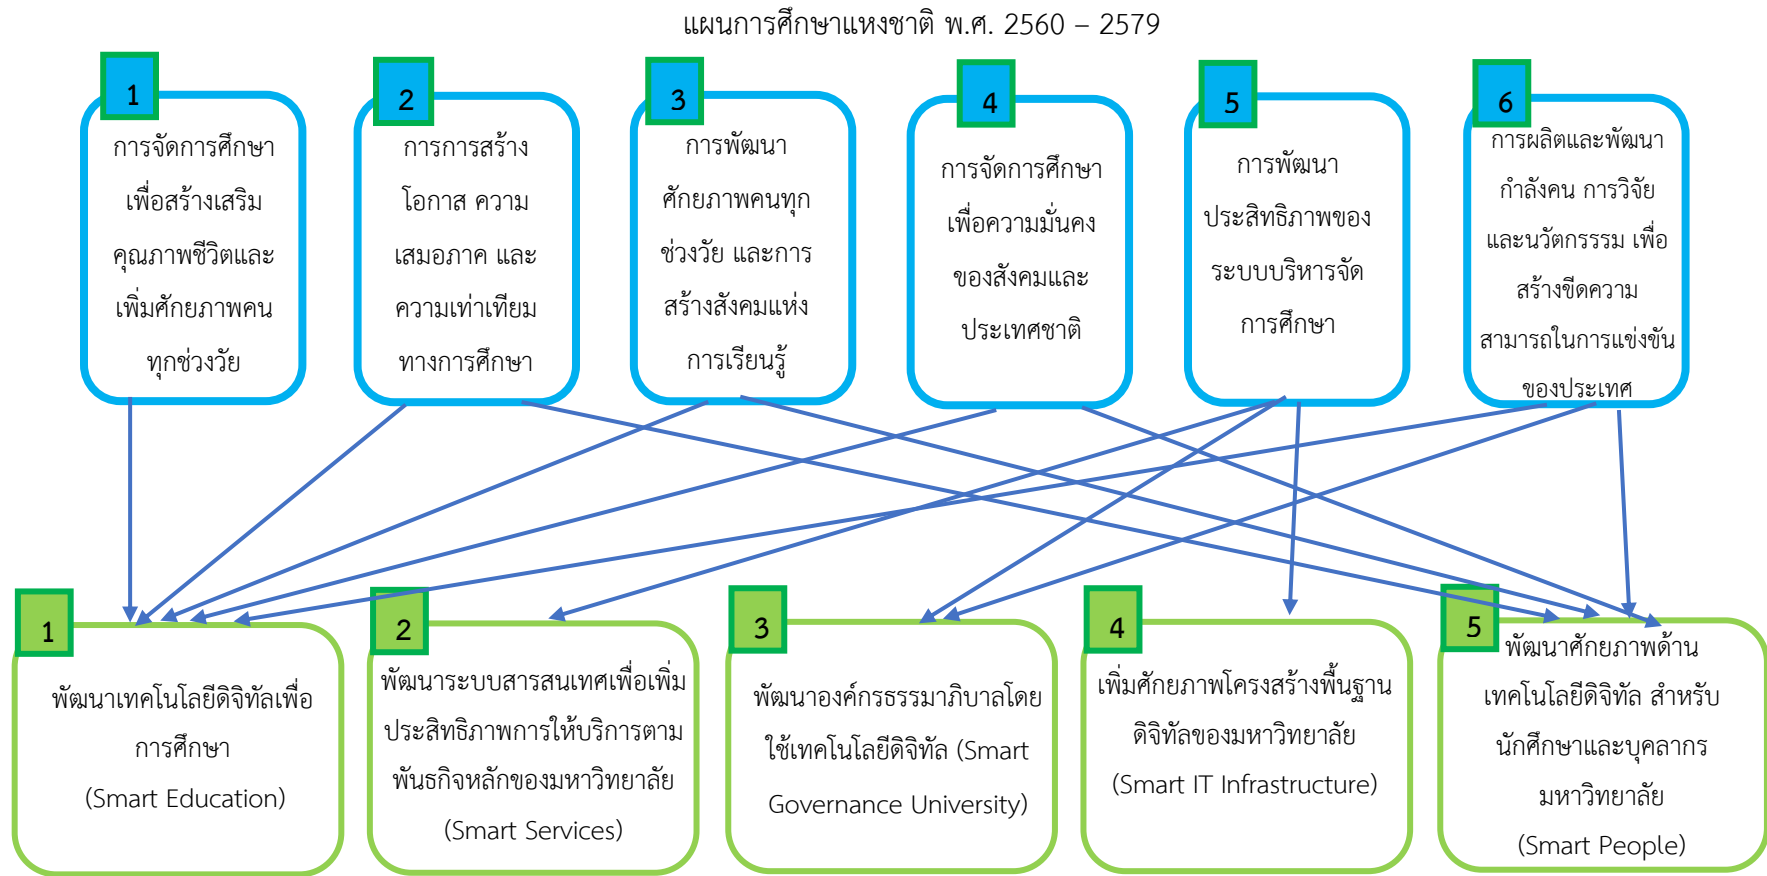 แผนการศึกษาแหงชาติ พ.ศ. 2560 – 2579
1
การจัดการศึกษา
เพื่อสร้างเสริม
คุณภาพชีวิตและ
เพิ่มศักยภาพคน
ทุกช่วงวัย
2
การการสร้าง
โอกาส ความ
เสมอภาค และ
ความเท่าเทียม
ทางการศึกษา
3
การพัฒนา
ศักยภาพคนทุก
ช่วงวัย และการ
สร้างสังคมแห่ง
การเรียนรู้
4
การจัดการศึกษา
เพื่อความมั่นคง
ของสังคมและ
ประเทศชาติ
5
การพัฒนา
ประสิทธิภาพของ
ระบบบริหารจัด
การศึกษา
6
การผลิตและพัฒนา
กำลังคน การวิจัย
และนวัตกรรรม เพื่อ
สร้างขีดความ
สามารถในการแข่งขัน
ของประเทศ
1
พัฒนาเทคโนโลยีดิจิทัลเพื่อ
การศึกษา
(Smart Education)
2
พัฒนาระบบสารสนเทศเพื่อเพิ่ม
ประสิทธิภาพการให้บริการตาม
พันธกิจหลักของมหาวิทยาลัย
(Smart Services)
3
พัฒนาองค์กรธรรมาภิบาลโดย
ใช้เทคโนโลยีดิจิทัล (Smart
Governance University)
4
เพิ่มศักยภาพโครงสร้างพื้นฐาน
ดิจิทัลของมหาวิทยาลัย
(Smart IT Infrastructure)
5
พัฒนาศักยภาพด้าน
เทคโนโลยีดิจิทัล สำหรับ
นักศึกษาและบุคลากร
มหาวิทยาลัย
(Smart People)